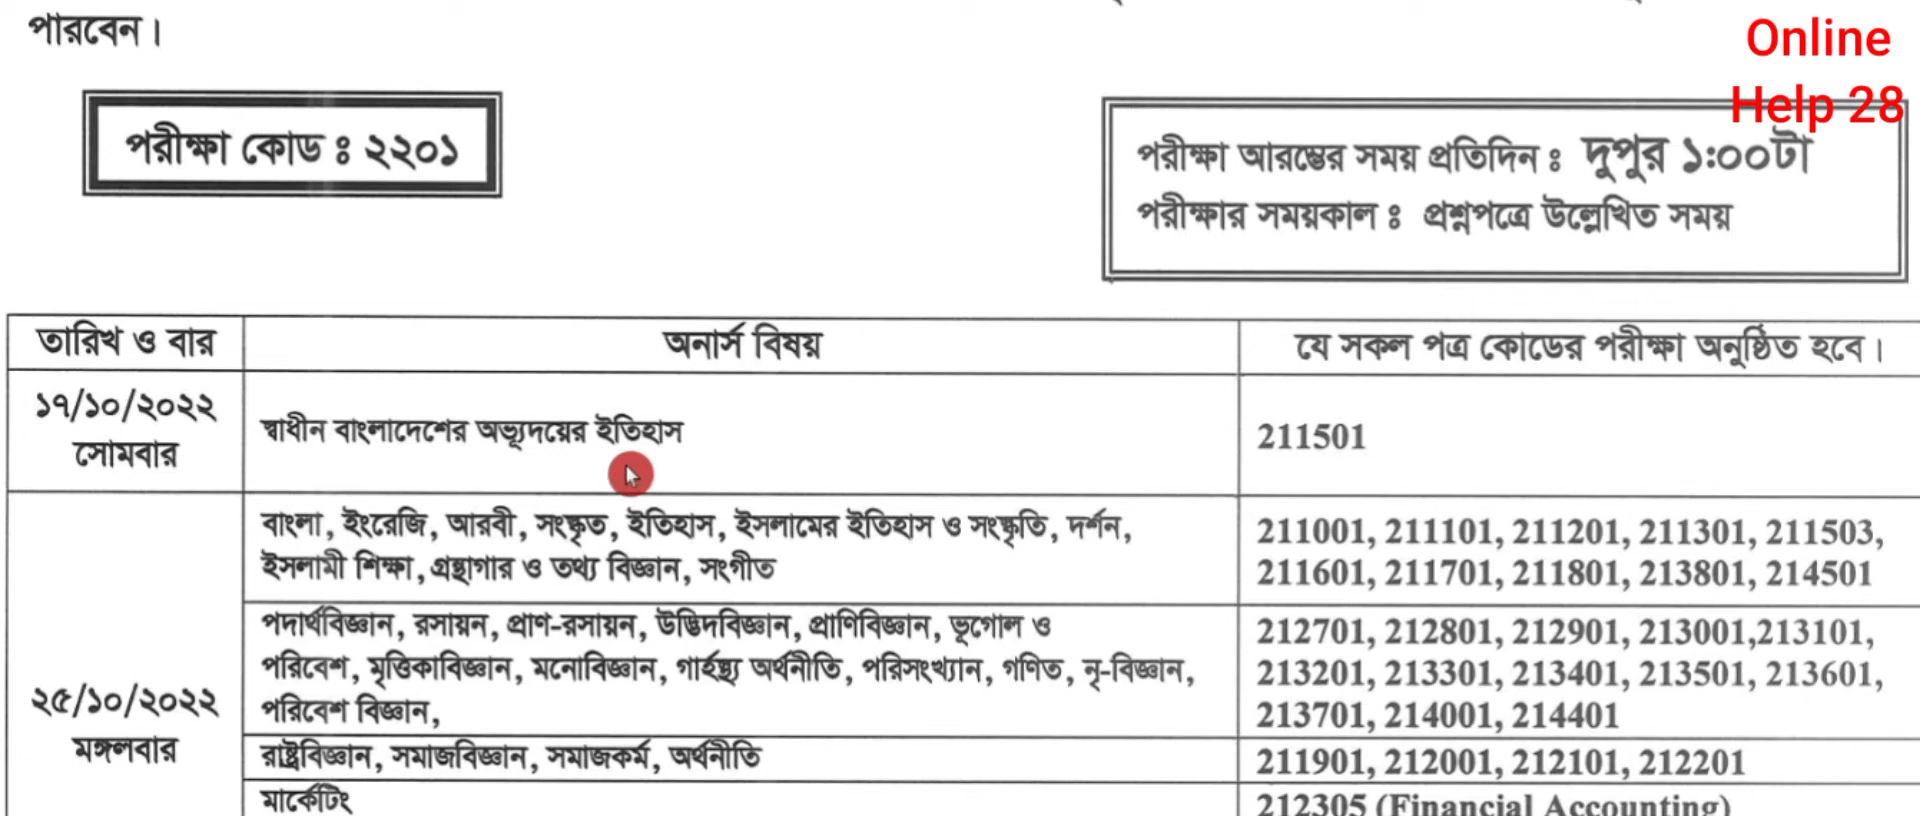 পারবেন।
Online
Help 28
পরীক্ষা কোড ঃ ২২০১
পরীক্ষা আরম্ভের সময় প্রতিদিন ঃ দুপুর ১:০০টা
পরীক্ষার সময়কাল ঃ প্রশ্নপত্রে উল্লেখিত সময়
তারিখ ও বার
অনার্স বিষয়
যে সকল পত্র কোডের পরীক্ষা অনুষ্ঠিত হবে।
১৭/১০/২০২২
সোমবার
স্বাধীন বাংলাদেশের অভ্যূদয়ের ইতিহাস
211501
২৫/১০/২০২২
মঙ্গলবার
বাংলা, ইংরেজি, আরবী, সংস্কৃত, ইতিহাস, ইসলামের ইতিহাস ও সংস্কৃতি, দর্শন,
ইসলামী শিক্ষা, গ্রন্থাগার ও তথ্য বিজ্ঞান, সংগীত
211001, 211101, 211201, 211301, 211503,
211601, 211701, 211801, 213801, 214501
পদার্থবিজ্ঞান, রসায়ন, প্রাণ-রসায়ন, উদ্ভিদবিজ্ঞান, প্রাণিবিজ্ঞান, ভূগোল ও
পরিবেশ, মৃত্তিকাবিজ্ঞান, মনোবিজ্ঞান, গার্হস্থ্য অর্থনীতি, পরিসংখ্যান, গণিত, নৃ-বিজ্ঞান,
পরিবেশ বিজ্ঞান,
212701, 212801, 212901, 213001,213101,
213201, 213301, 213401, 213501, 213601,
213701, 214001, 214401
রাষ্ট্রবিজ্ঞান, সমাজবিজ্ঞান, সমাজকর্ম, অর্থনীতি
211901, 212001, 212101, 212201
মার্কেটিং
212305 (Financial Accounting)